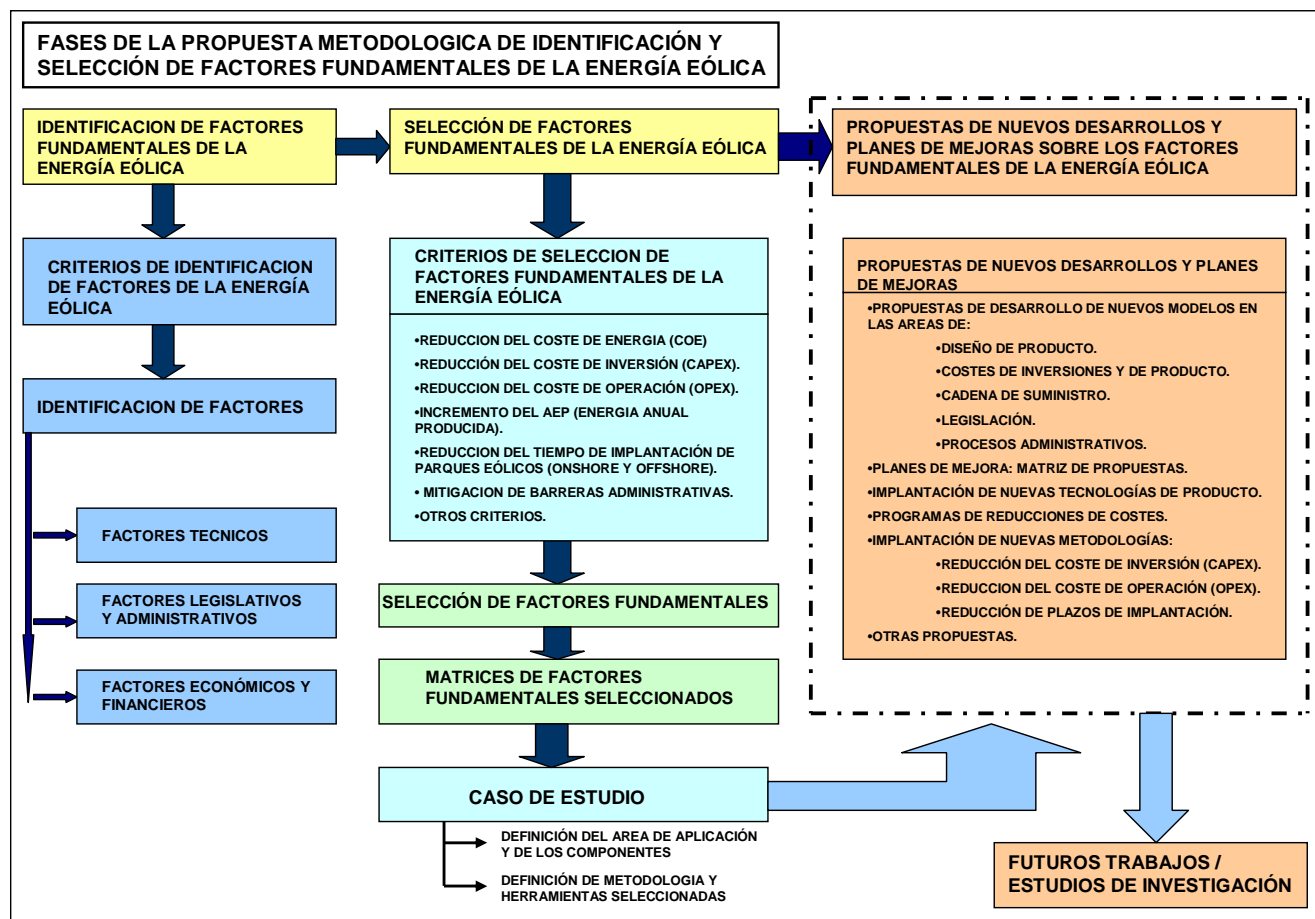 FASES DE LA PROPUESTA METODOLOGICA DE IDENTIFICACIÓN Y
SELECCIÓN DE FACTORES FUNDAMENTALES DE LA ENERGÍA EÓLICA
IDENTIFICACION DE FACTORES
FUNDAMENTALES DE LA
ENERGÍA EÓLICA
CRITERIOS DE IDENTIFICACION
DE FACTORES DE LA ENERGÍA
EÓLICA
IDENTIFICACION DE FACTORES
FACTORES TECNICOS
FACTORES LEGISLATIVOS
Y ADMINISTRATIVOS
FACTORES ECONÓMICOS Y
FINANCIEROS
SELECCIÓN DE FACTORES
FUNDAMENTALES DE LA ENERGÍA EÓLICA
CRITERIOS DE SELECCION DE
FACTORES FUNDAMENTALES DE LA
ENERGÍA EÓLICA
•REDUCCION DEL COSTE DE ENERGIA (COE)
•REDUCCIÓN DEL COSTE DE INVERSIÓN (CAPEX).
•REDUCCION DEL COSTE DE OPERACIÓN (OPEX).
•INCREMENTO DEL AEP (ENERGIA ANUAL
PRODUCIDA).
•REDUCCION DEL TIEMPO DE IMPLANTACIÓN DE
PARQUES EÓLICOS (ONSHORE Y OFFSHORE).
• MITIGACION DE BARRERAS ADMINISTRATIVAS.
•OTROS CRITERIOS.
SELECCIÓN DE FACTORES FUNDAMENTALES
MATRICES DE FACTORES
FUNDAMENTALES SELECCIONADOS
CASO DE ESTUDIO
DEFINICIÓN DEL AREA DE APLICACIÓN
Y DE LOS COMPONENTES
DEFINICIÓN DE METODOLOGIA Y
HERRAMIENTAS SELECCIONADAS
PROPUESTAS DE NUEVOS DESARROLLOS Y
PLANES DE MEJORAS SOBRE LOS FACTORES
FUNDAMENTALES DE LA ENERGÍA EÓLICA
PROPUESTAS DE NUEVOS DESARROLLOS Y PLANES
DE MEJORAS
•PROPUESTAS DE DESARROLLO DE NUEVOS MODELOS EN
LAS AREAS DE:
•DISEÑO DE PRODUCTO.
•COSTES DE INVERSIONES Y DE PRODUCTO.
•CADENA DE SUMINISTRO.
•LEGISLACIÓN.
•PROCESOS ADMINISTRATIVOS.
•PLANES DE MEJORA: MATRIZ DE PROPUESTAS.
•IMPLANTACIÓN DE NUEVAS TECNOLOGÍAS DE PRODUCTO.
•PROGRAMAS DE REDUCCIONES DE COSTES.
•IMPLANTACIÓN DE NUEVAS METODOLOGÍAS:
•REDUCCIÓN DEL COSTE DE INVERSIÓN (CAPEX).
•REDUCCION DEL COSTE DE OPERACIÓN (OPEX).
•REDUCCIÓN DE PLAZOS DE IMPLANTACIÓN.
•OTRAS PROPUESTAS.
FUTUROS TRABAJOS /
ESTUDIOS DE INVESTIGACIÓN